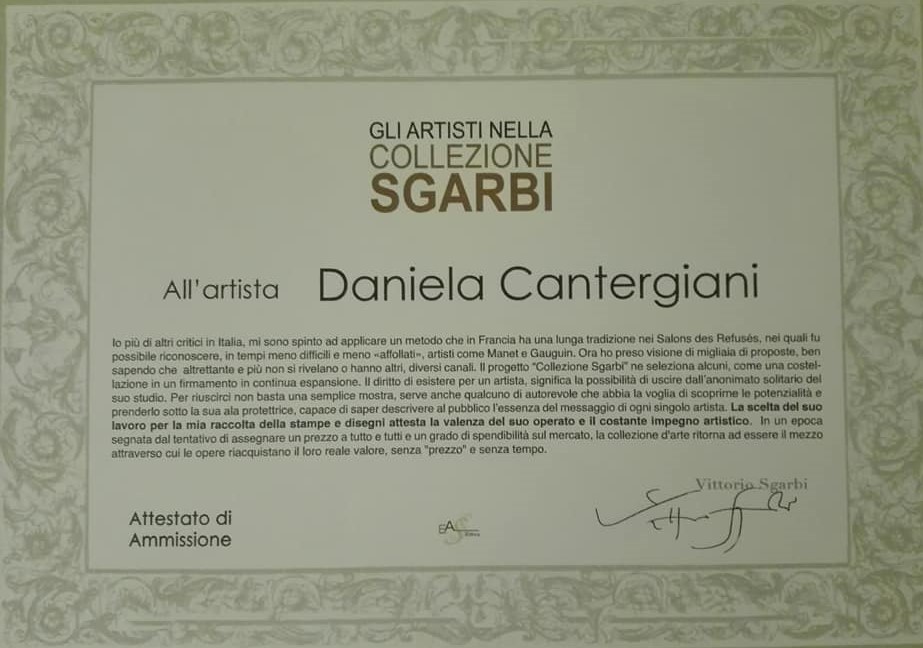 GLI ARTISTI NELLA
COLLEZIONE
SGARBI
All'artista Daniela Cantergiani
Io più di altri critici in Italia, mi sono spinto ad applicare un metodo che in Francia ha una lunga tradizione nei Salons des Refusés, nei quali fu
possibile riconoscere, in tempi meno difficili e meno «affollati», artisti come Manet e Gauguin. Ora ho preso visione di migliaia di proposte, ben
sapendo che altrettante e più non si rivelano o hanno altri, diversi canali. Il progetto "Collezione Sgarbi" ne seleziona alcuni, come una costel-
lazione in un firmamento in continua espansione. Il diritto di esistere per un artista, significa la possibilità di uscire dall'anonimato solitario del
suo studio. Per riuscirci non basta una semplice mostra, serve anche qualcuno di autorevole che abbia la voglia di scoprirne le potenzialità e
prenderlo sotto la sua ala protettrice, capace di saper descrivere al pubblico l'essenza del messaggio di ogni singolo artista. La scelta del suo
lavoro per la mia raccolta della stampe e disegni attesta la valenza del suo operato e il costante impegno artistico. In un epoca
segnata dal tentativo di assegnare un prezzo a tutto e tutti e un grado di spendibilità sul mercato, la collezione d'arte ritorna ad essere il mezzo
attraverso cui le opere riacquistano il loro reale valore, senza "prezzo" e senza tempo.
Vittorio Sgarbi
Attestato di
Ammissione
EA